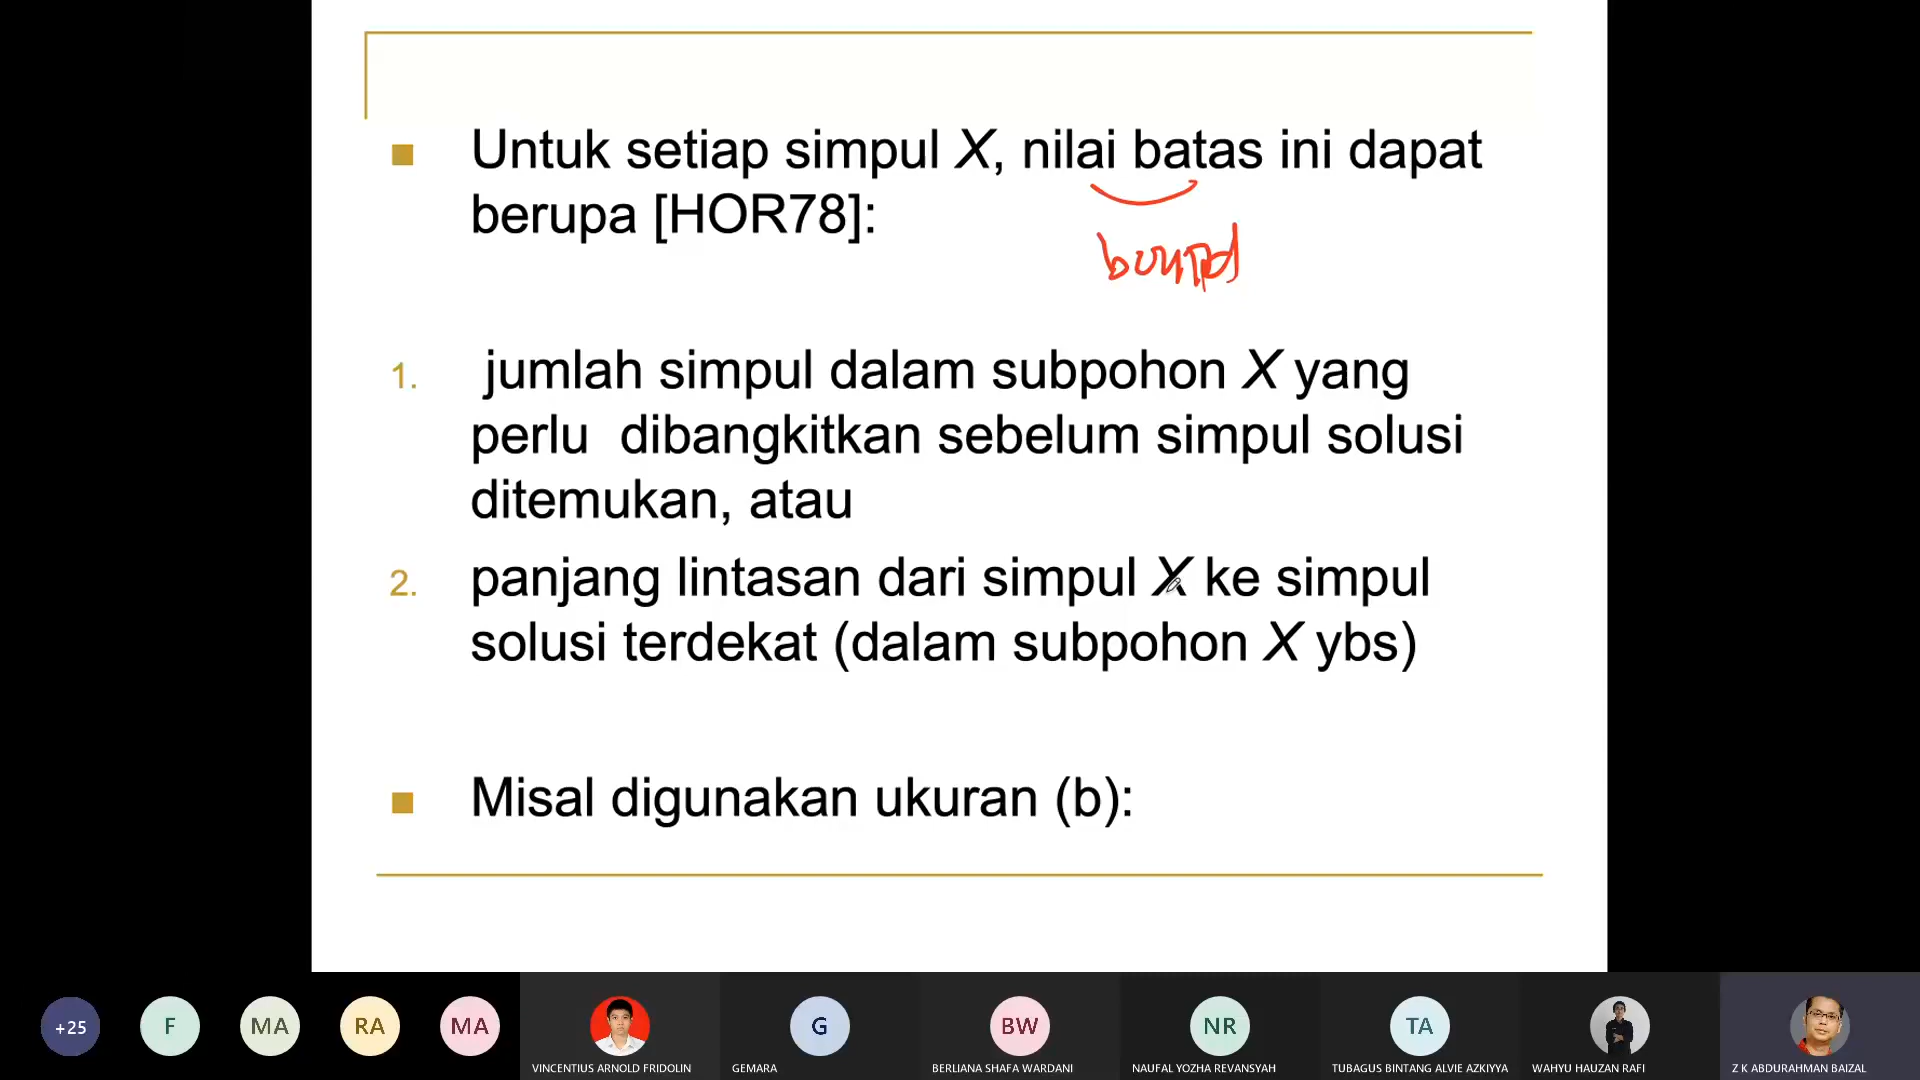 Untuk setiap simpul X, nilai batas ini dapat
berupa [HOR78]:
bound
1. jumlah simpul dalam subpohon X yang
perlu dibangkitkan sebelum simpul solusi
ditemukan, atau
2. panjang lintasan dari simpul X ke simpul
solusi terdekat (dalam subpohon X ybs)
Misal digunakan ukuran (b):
+25
F
MA
RA
MA
G
BW
NR
TA
VINCENTIUS ARNOLD FRIDOLIN
GEMARA
BERLIANA SHAFA WARDANI
NAUFAL YOZHA REVANSYAH
TUBAGUS BINTANG ALVIE AZKIYYA
WAHYU HAUZAN RAFI
Z K ABDURAHMAN BAIZAL